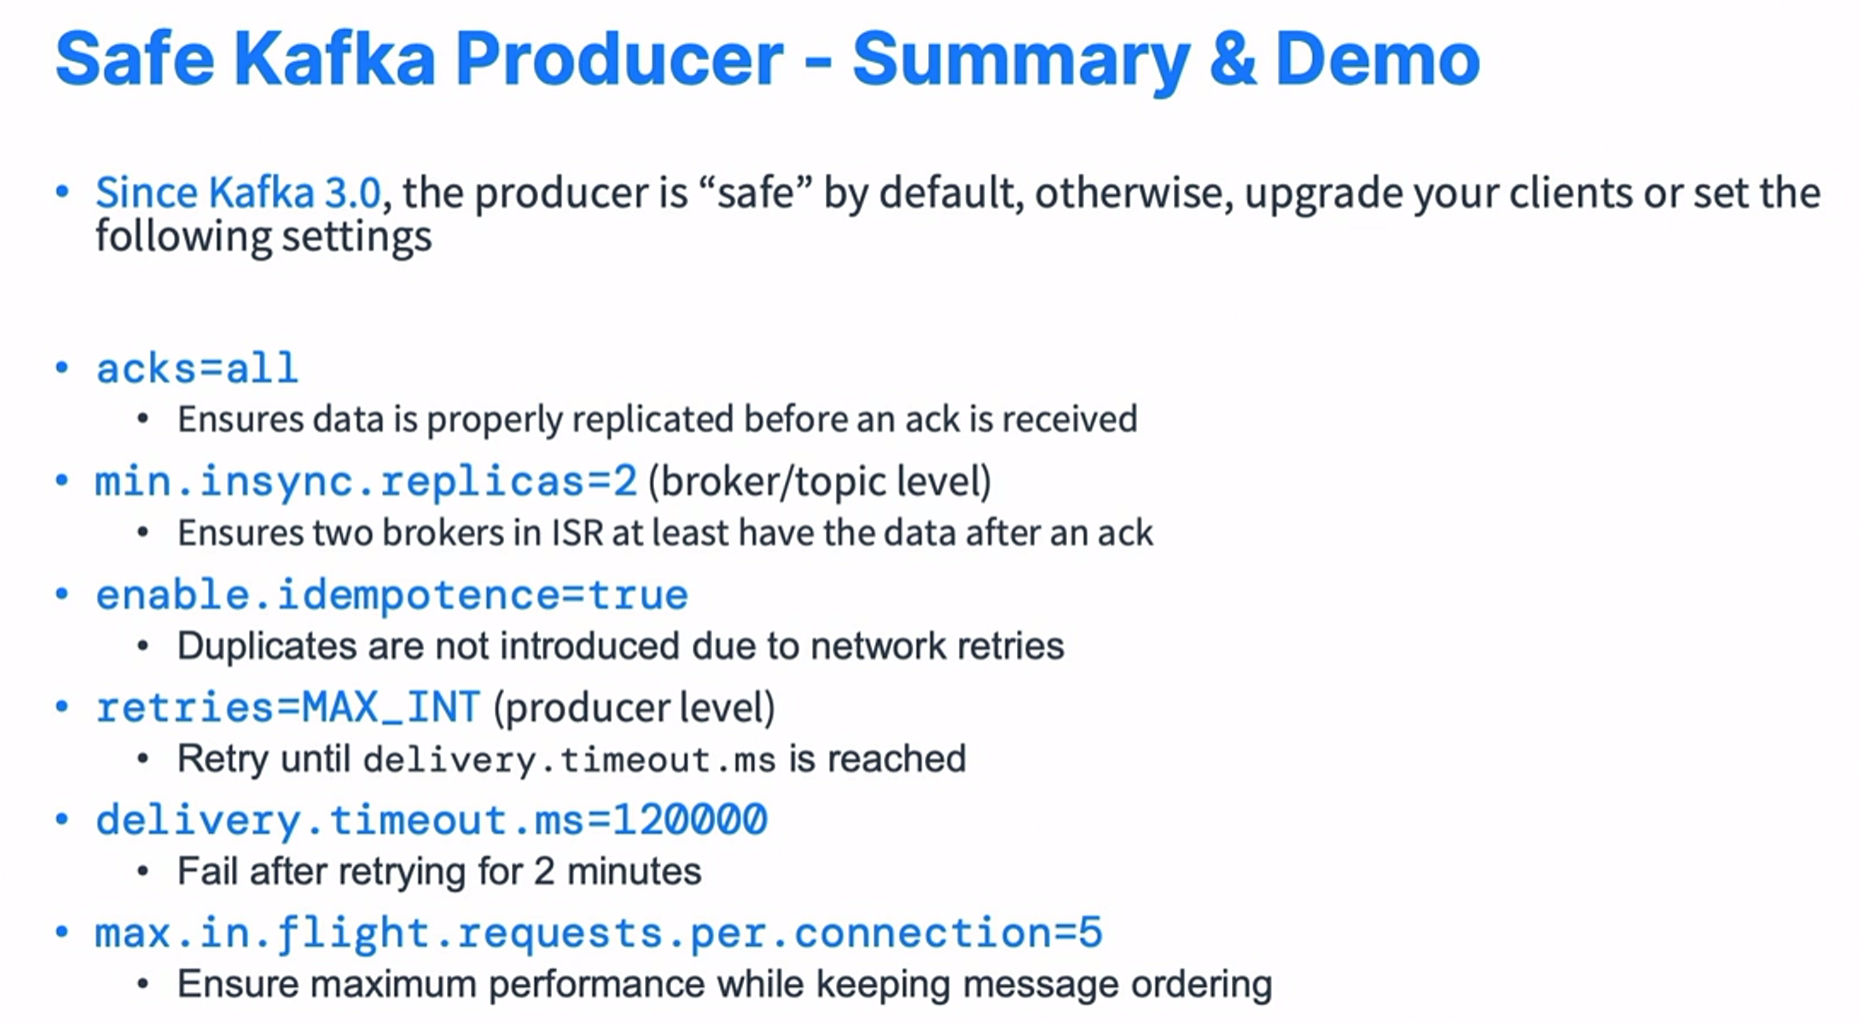 Safe Kafka Producer - Summary & Demo
• Since Kafka 3.0, the producer is “safe” by default, otherwise, upgrade your clients or set the
following settings
• acks=all
• Ensures data is properly replicated before an ack is received
• min.insync.replicas=2 (broker/topic level)
• Ensures two brokers in ISR at least have the data after an ack
• enable.idempotence=true
• Duplicates are not introduced due to network retries
• retries=MAX_INT (producer level)
• Retry until delivery.timeout.ms is reached
• delivery.timeout.ms=120000
• Fail after retrying for 2 minutes
• max.in.flight.requests.per.connection=5
• Ensure maximum performance while keeping message ordering